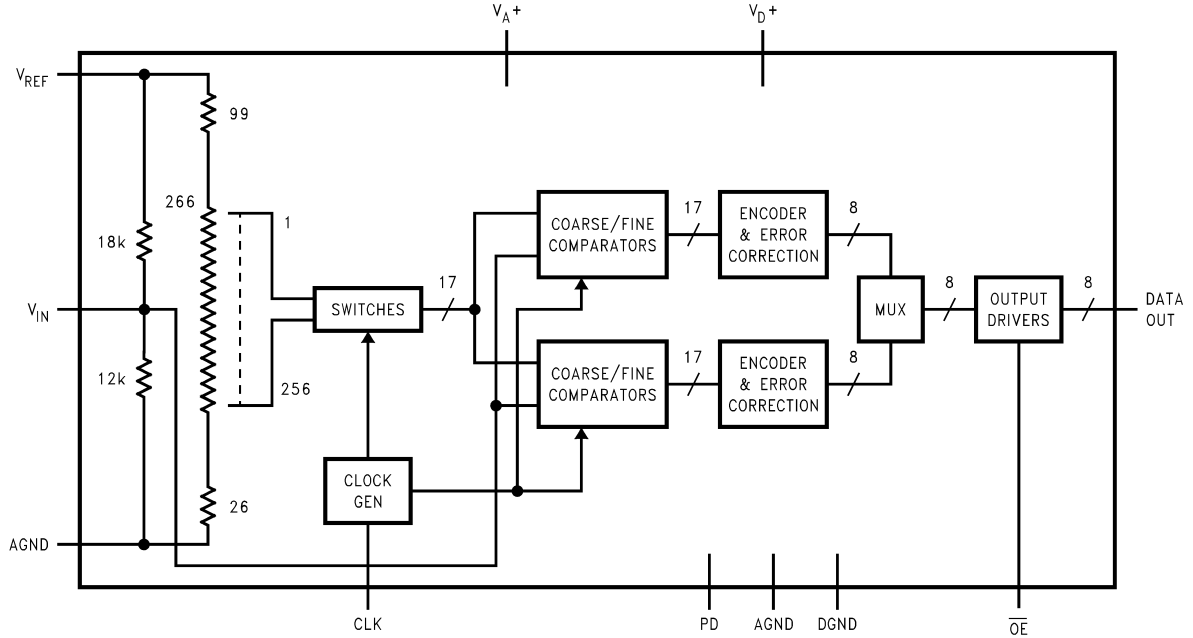 VA+
VD+
VREF
99
266
1
18k
VIN
12k
256
26
AGND
SWITCHES
17
CLOCK
GEN
CLK
COARSE/FINE
COMPARATORS
17
ENCODER
& ERROR
CORRECTION
8
COARSE/FINE
COMPARATORS
17
ENCODER
& ERROR
CORRECTION
8
MUX
8
OUTPUT
DRIVERS
8
DATA
OUT
PD
AGND
DGND
O̅E̅